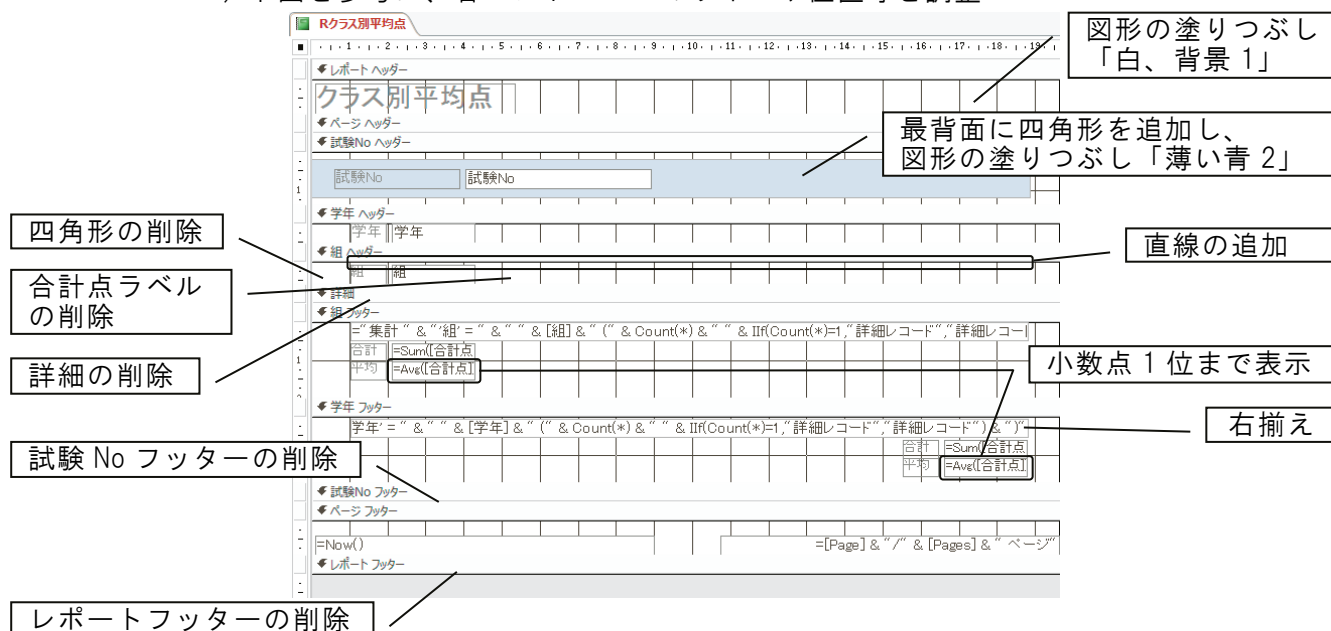 Rクラス別平均点
図形の塗りつぶし
「白、背景 1」
レポート ヘッダー
クラス別平均点
ページ ヘッダー
最背面に四角形を追加し、
図形の塗りつぶし「薄い青 2」
試験No ヘッダー
試験No
試験No
学年 ヘッダー
四角形の削除
学年
学年
直線の追加
組 ヘッダー
組
組
合計点ラベル
の削除
詳細
組 フッター
="集計 " & "'組' = " & " " & [組] & " (" & Count(*) & " " & IIf(Count(*)=1,"詳細レコード","詳細レコー
合計
=Sum([合計点
小数点 1 位まで表示
平均
=Avg([合計点]
詳細の削除
学年 フッター
学年' = " & " " & [学年] & " (" & Count(*) & " " & IIf(Count(*)=1,"詳細レコード","詳細レコード") & ")"
右揃え
合計
=Sum([合計点
試験 No フッターの削除
平均
=Avg([合計点]
試験No フッター
ページ フッター
=Now()
=[Page] & "/" & [Pages] & " ページ"
レポート フッター
レポートフッターの削除